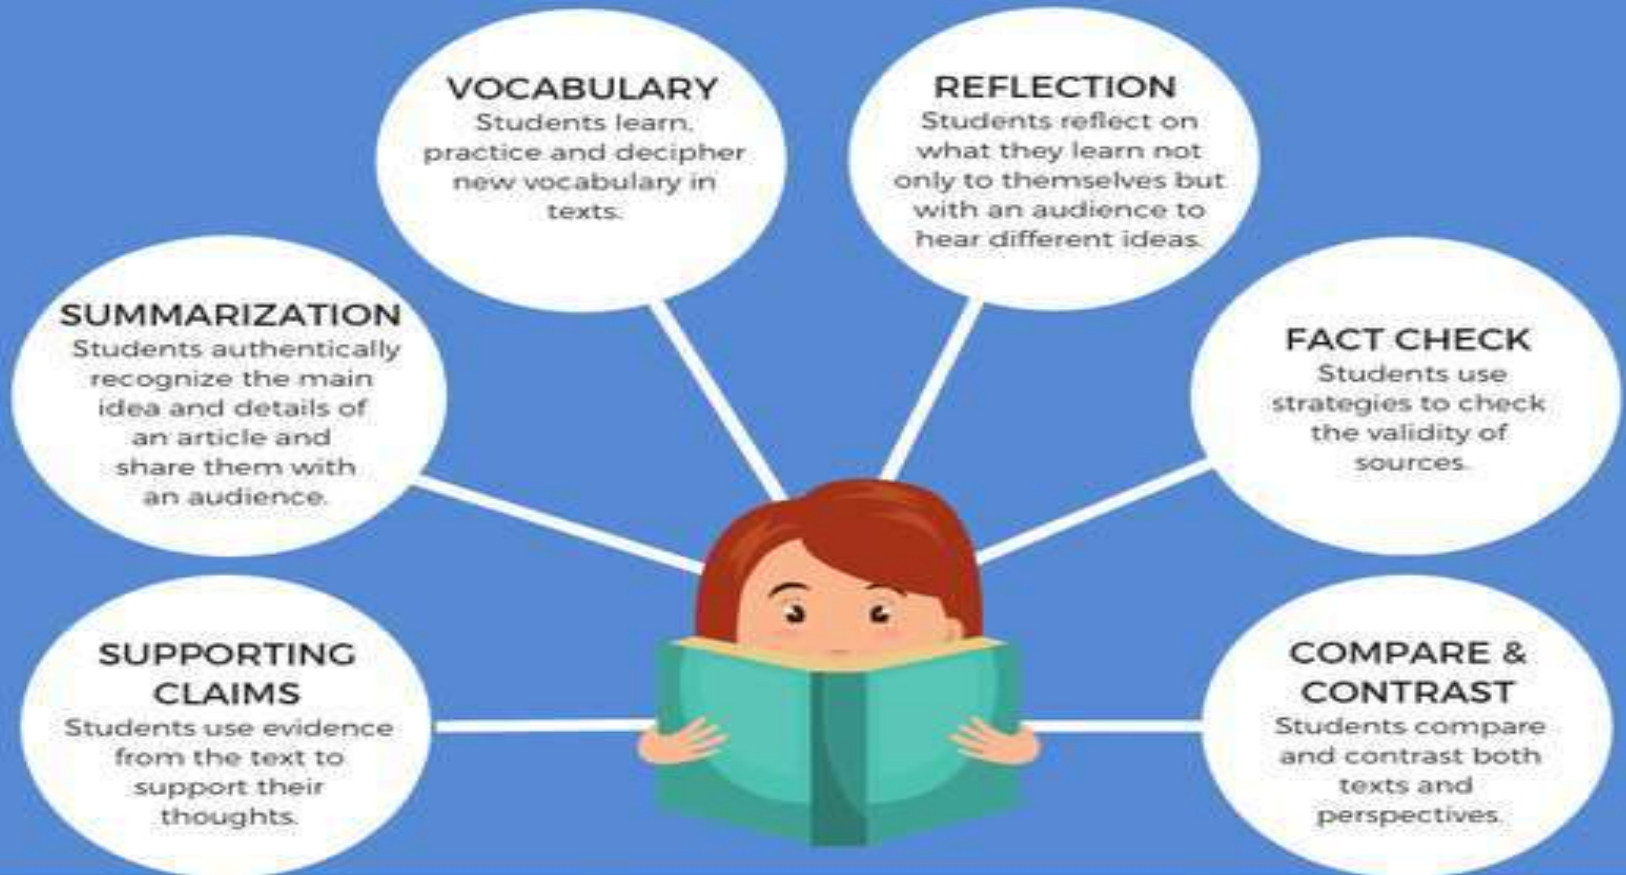 VOCABULARY
Students learn,
practice and decipher
new vocabulary in
texts.
REFLECTION
Students reflect on
what they learn not
only to themselves but
with an audience to
hear different ideas.
SUMMARIZATION
Students authentically
recognize the main
idea and details of
an article and
share them with
an audience.
FACT CHECK
Students use
strategies to check
the validity of
sources.
SUPPORTING
CLAIMS
Students use evidence
from the text to
support their
thoughts.
COMPARE &
CONTRAST
Students compare
and contrast both
texts and
perspectives.